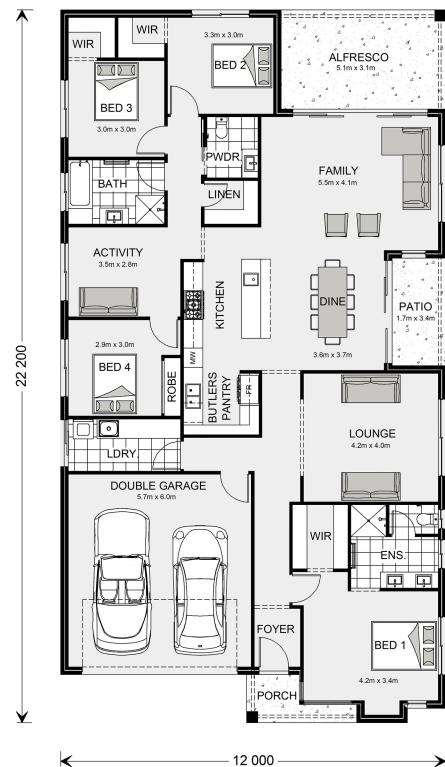 WIR
WIR
3.3m x 3.0m
BED 2
ALFRESCO
5.1m x 3.1m
BED 3
3.0m x 3.0m
PWDR.
BATH
LINEN
FAMILY
5.5m x 4.1m
ACTIVITY
3.5m x 2.8m
KITCHEN
DINE
3.6m x 3.7m
PATIO
1.7m x 3.4m
2.9m x 3.0m
BED 4
ROBE
MW
BUTLERS
PANTRY
FR
LOUNGE
4.2m x 4.0m
LDRY.
DOUBLE GARAGE
5.7m x 6.0m
WIR
ENS.
FOYER
BED 1
4.2m x 3.4m
PORCH
22 200
12 000